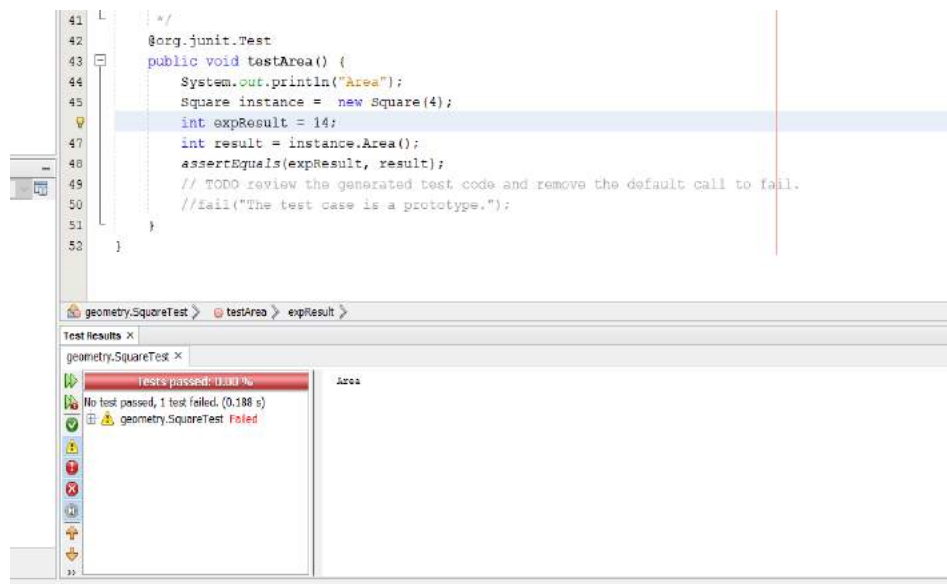 41 */
42 @org.junit.Test
43 public void testArea() {
44 System.out.println("Area");
45 Square instance = new Square(4);
int expResult = 14;
47 int result = instance.Area();
48 assertEquals(expResult, result);
49 // TODO review the generated test code and remove the default call to fail.
50 //fail("The test case is a prototype.");
51 }
52 }
geometry.SquareTest > testArea > expResult >
Test Results ×
geometry.SquareTest ×
Tests passed: 0.00 %
No test passed, 1 test failed. (0.188 s)
geometry.SquareTest Failed
Area